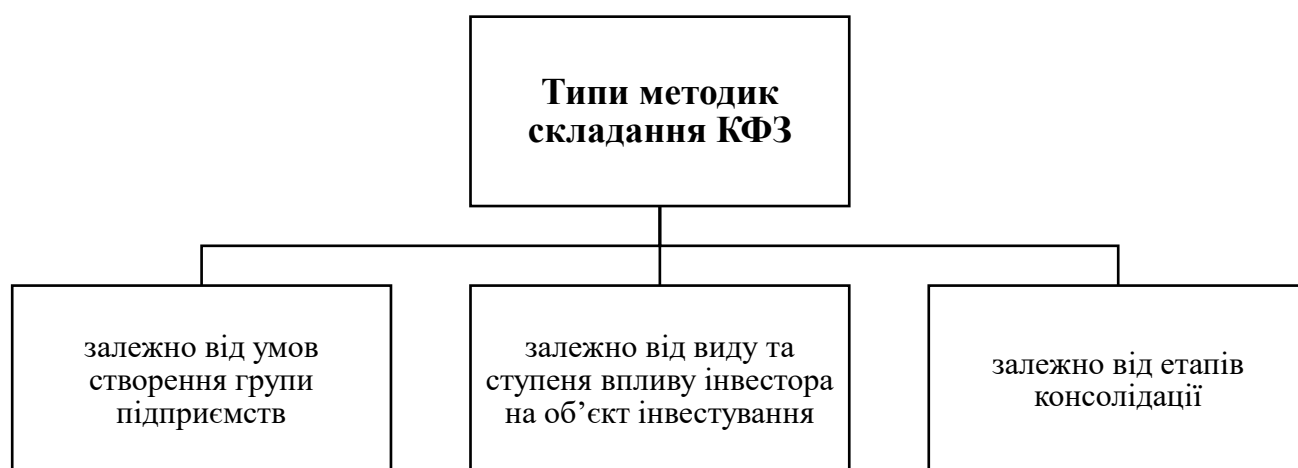 Типи методик
складання КФЗ
залежно від умов
створення групи
підприємств
залежно від виду та
ступеня впливу інвестора
на об’єкт інвестування
залежно від етапів
консолідації